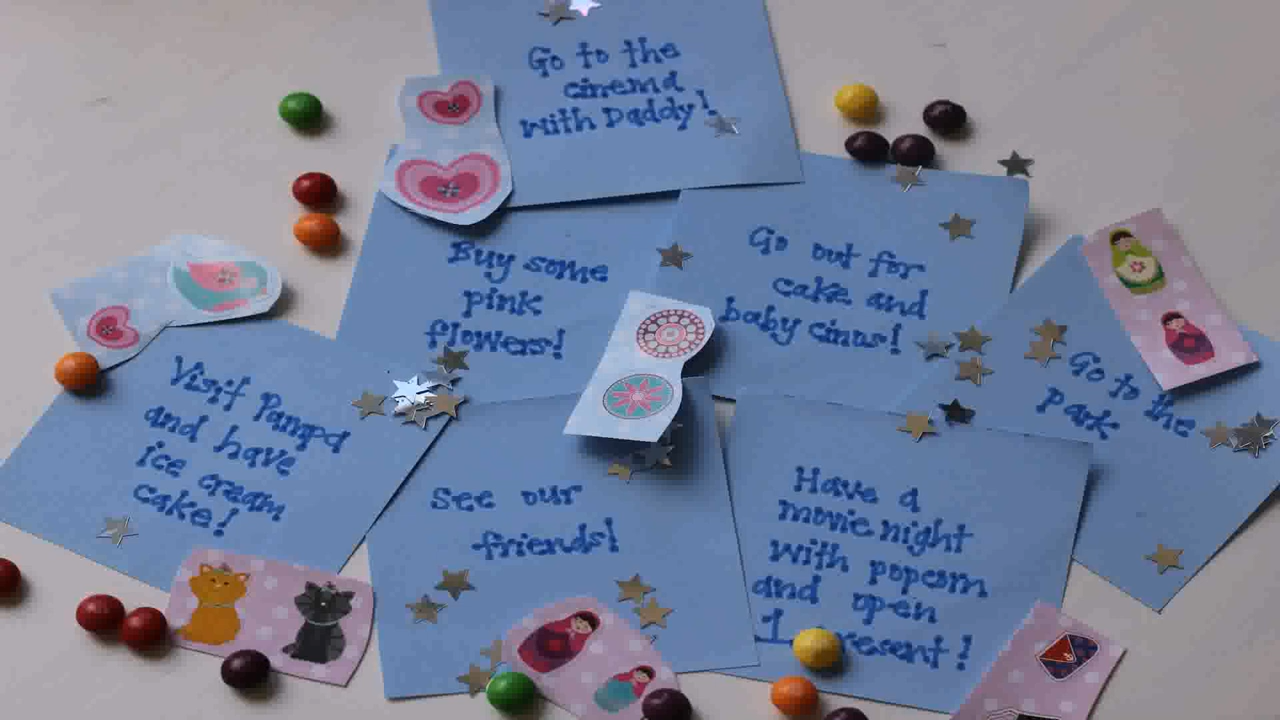 Go to the
cinema
with Daddy!
Buy some
pink
flowers!
Go out for
cake and
baby cinos!
Go to the
park
Visit Pampa
and have
ice cream
cake!
See our
friends!
Have a
movie night
with popcorn
and open
1 resent!